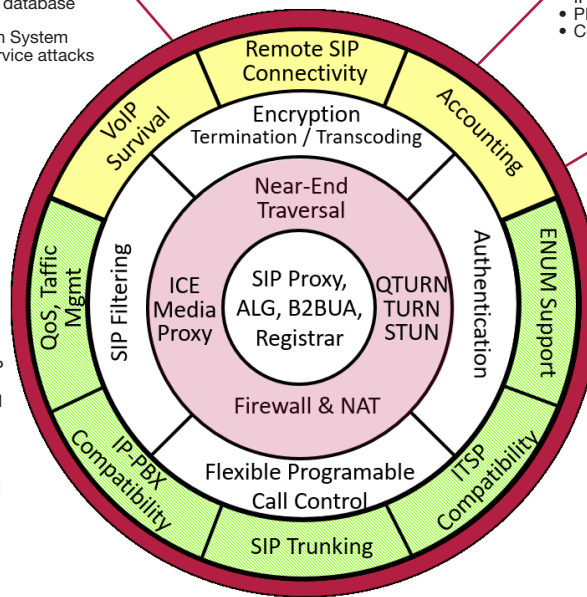 database
n System
rvice attacks
• Pl
• C
Remote SIP
Connectivity
VoIP
Survival
Accounting
Encryption
Termination / Transcoding
Near-End
Traversal
QoS, Taffic
Mgmt
SIP Filtering
ICE
Media
Proxy
SIP Proxy,
ALG, B2BUA,
Registrar
QTURN
TURN
STUN
Authentication
ENUM Support
Firewall & NAT
IP-PBX
Compatibility
Flexible Programable
Call Control
ITSP
Compatibility
SIP Trunking